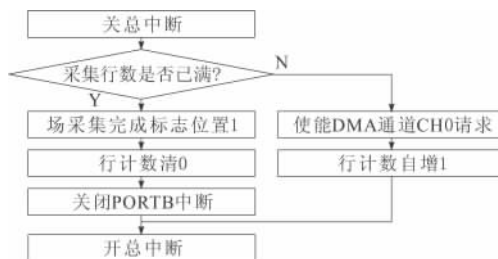 关总中断
采集行数是否已满?
N
Y
场采集完成标志位置1
使能DMA通道CH0请求
行计数清0
行计数自增1
关闭PORTB中断
开总中断